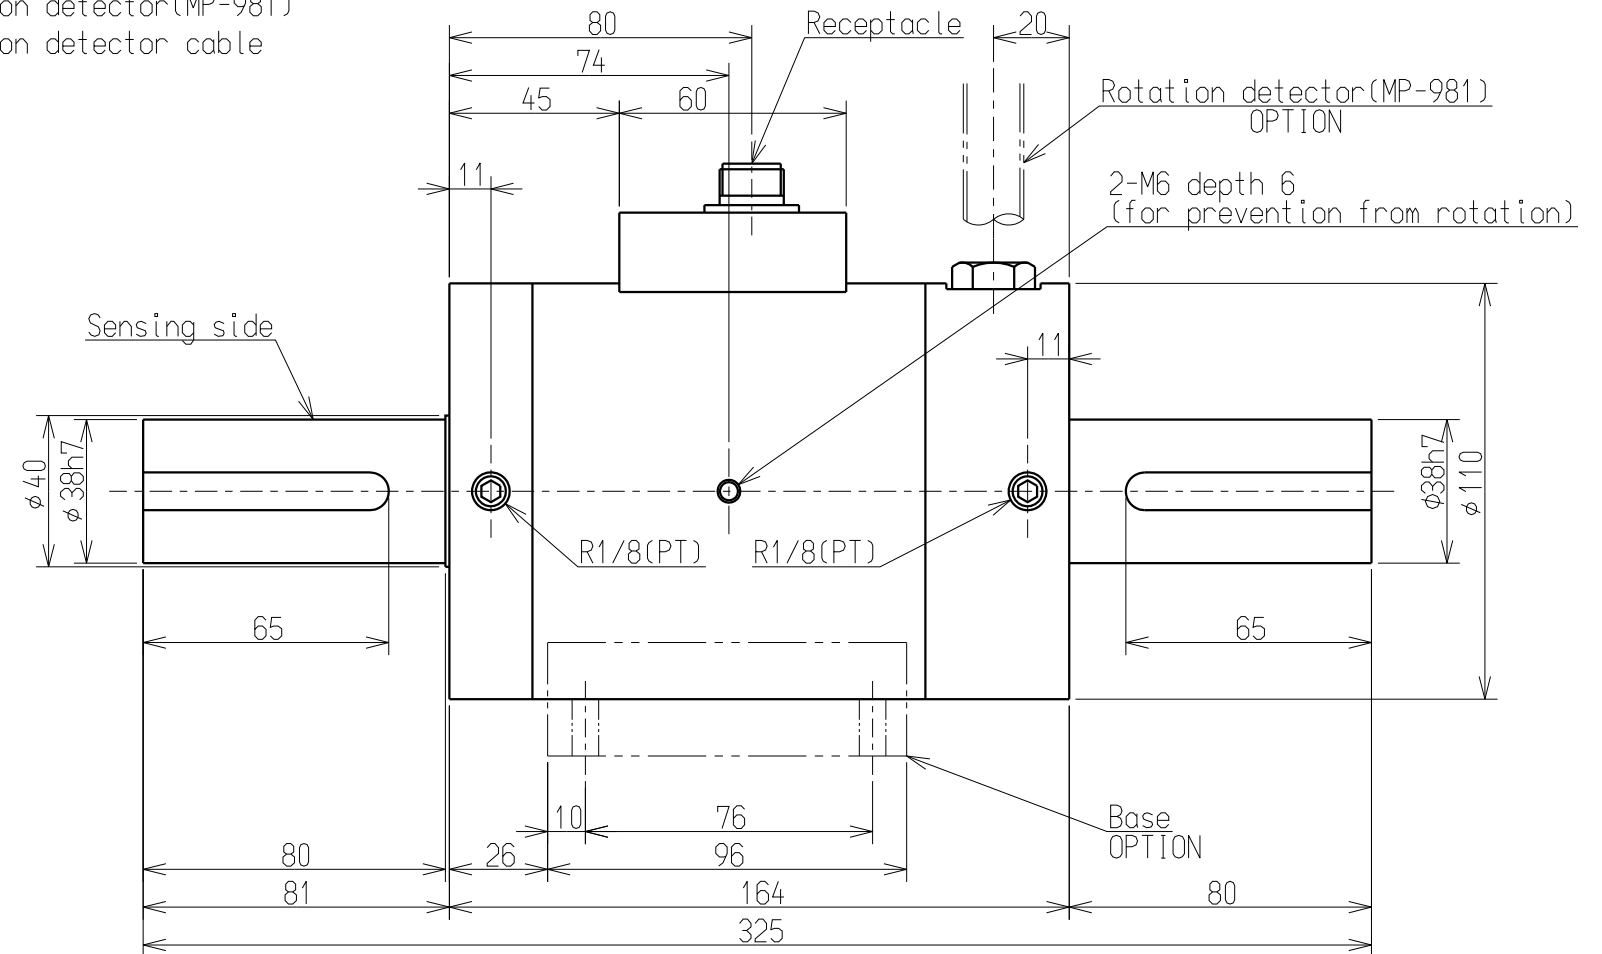 on detector(MP-981)
on detector cable
80
Receptacle
20
74
45
60
Rotation detector(MP-981)
OPTION
11
2-M6 depth 6
(for prevention from rotation)
Sensing side
11
φ40
φ38h7
φ38h7
φ110
R1/8(PT)
R1/8(PT)
65
65
10
76
Base
OPTION
80
26
96
81
164
80
325